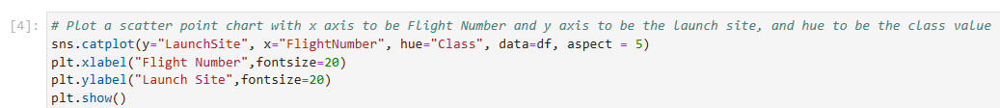 [4]: # Plot a scatter point chart with x axis to be Flight Number and y axis to be the launch site, and hue to be the class value
sns.catplot(y="LaunchSite", x="FlightNumber", hue="Class", data=df, aspect = 5)
plt.xlabel("Flight Number",fontsize=20)
plt.ylabel("Launch Site",fontsize=20)
plt.show()